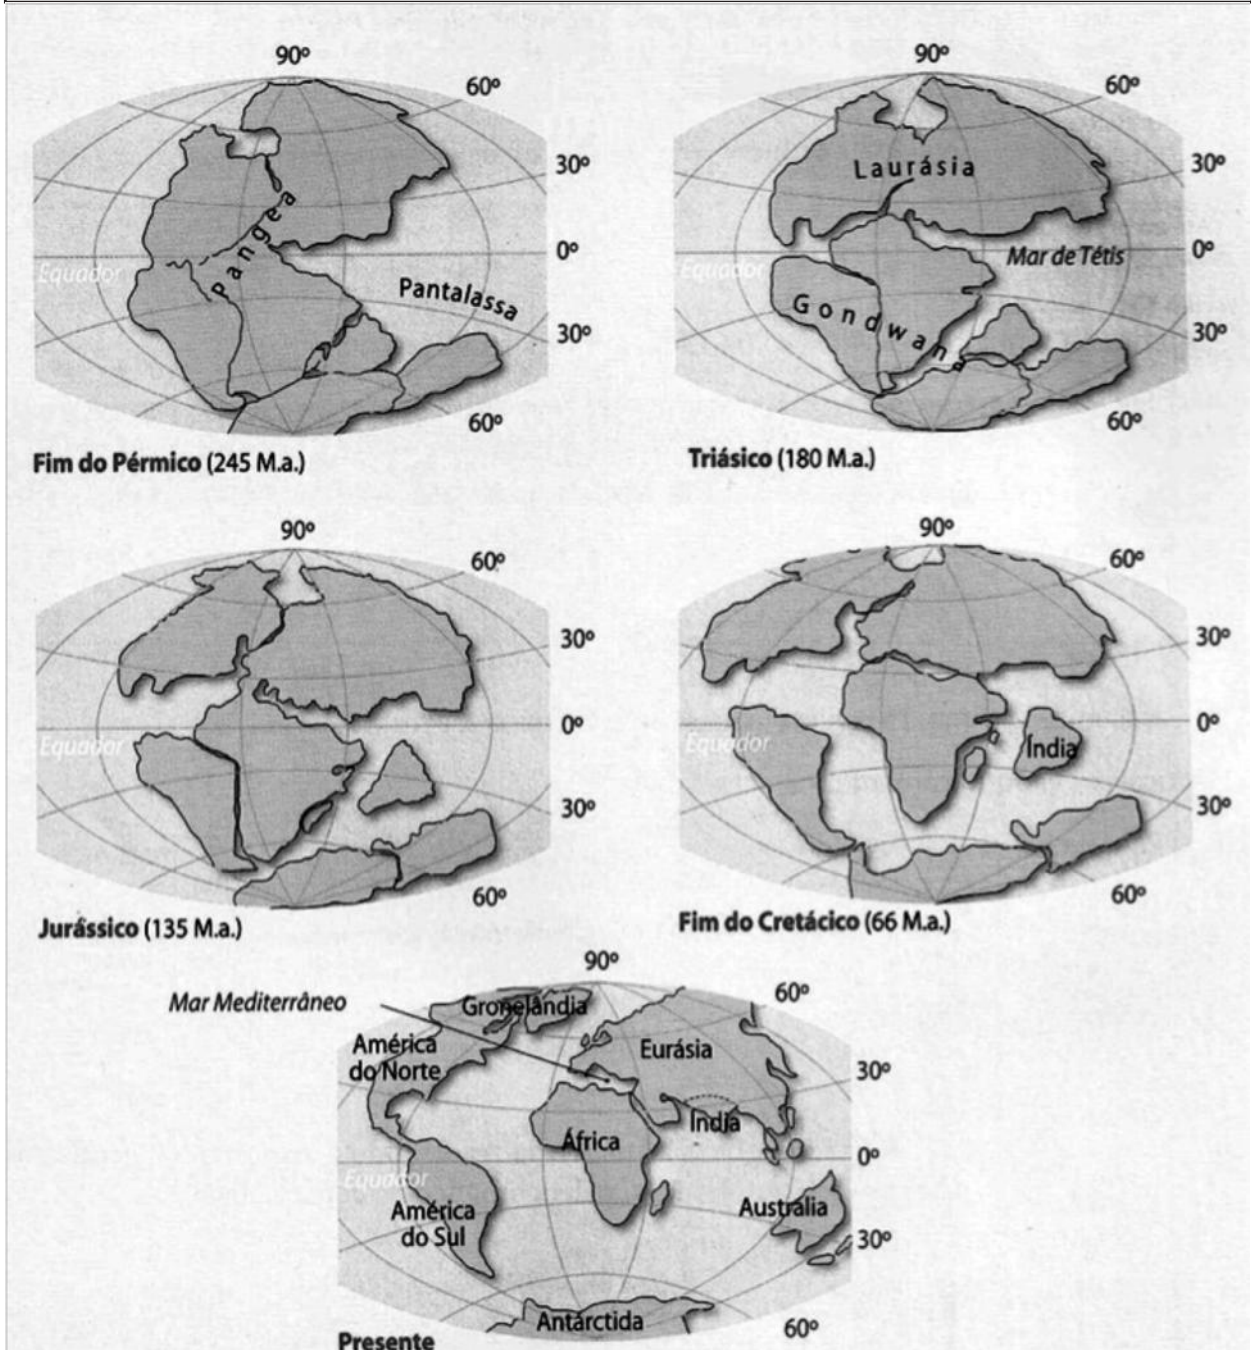 90º
60º
30º
Pangea
0º
Equador
Pantalassa
30º
60º
Fim do Pérmico (245 M.a.)
90º
60º
30º
Laurásia
0º
Mar de Tétis
Equador
Gondwana
30º
60º
Triásico (180 M.a.)
90º
60º
30º
0º
Equador
30º
60º
Jurássico (135 M.a.)
90º
60º
30º
0º
Equador
Índia
30º
60º
Fim do Cretácico (66 M.a.)
90º
60º
Mar Mediterrâneo
Gronelândia
América
do Norte
Eurásia
30º
Índia
África
0º
Equador
América
do Sul
Austrália
30º
Antárctida
60º
Presente